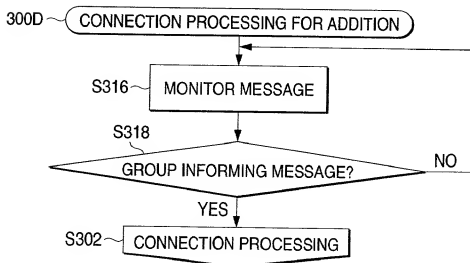 300D CONNECTION PROCESSING FOR ADDITION
S316 MONITOR MESSAGE
S318
GROUP INFORMING MESSAGE? NO
YES
S302 CONNECTION PROCESSING